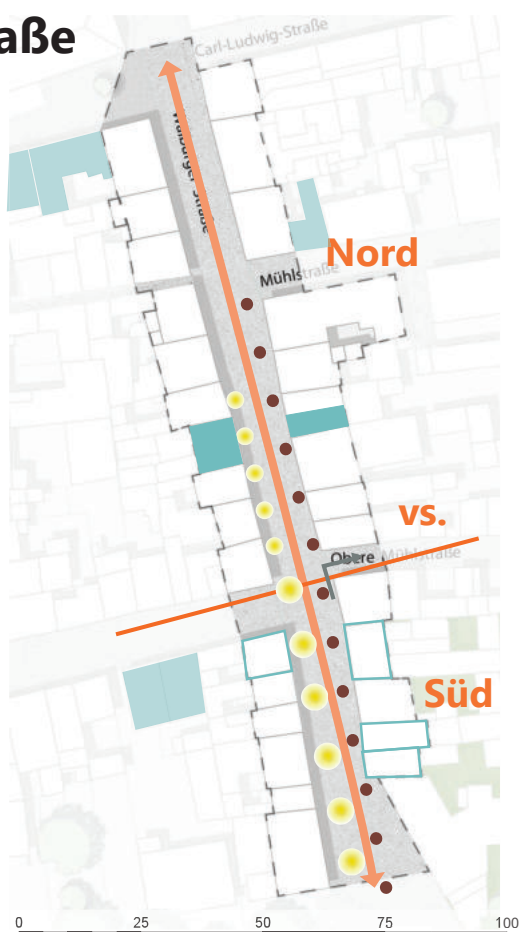 aße
Carl-Ludwig-Straße
Walburger Straße
Nord
Mühlstraße
vs.
Obere Mühlstraße
Süd
0 25 50 75 100